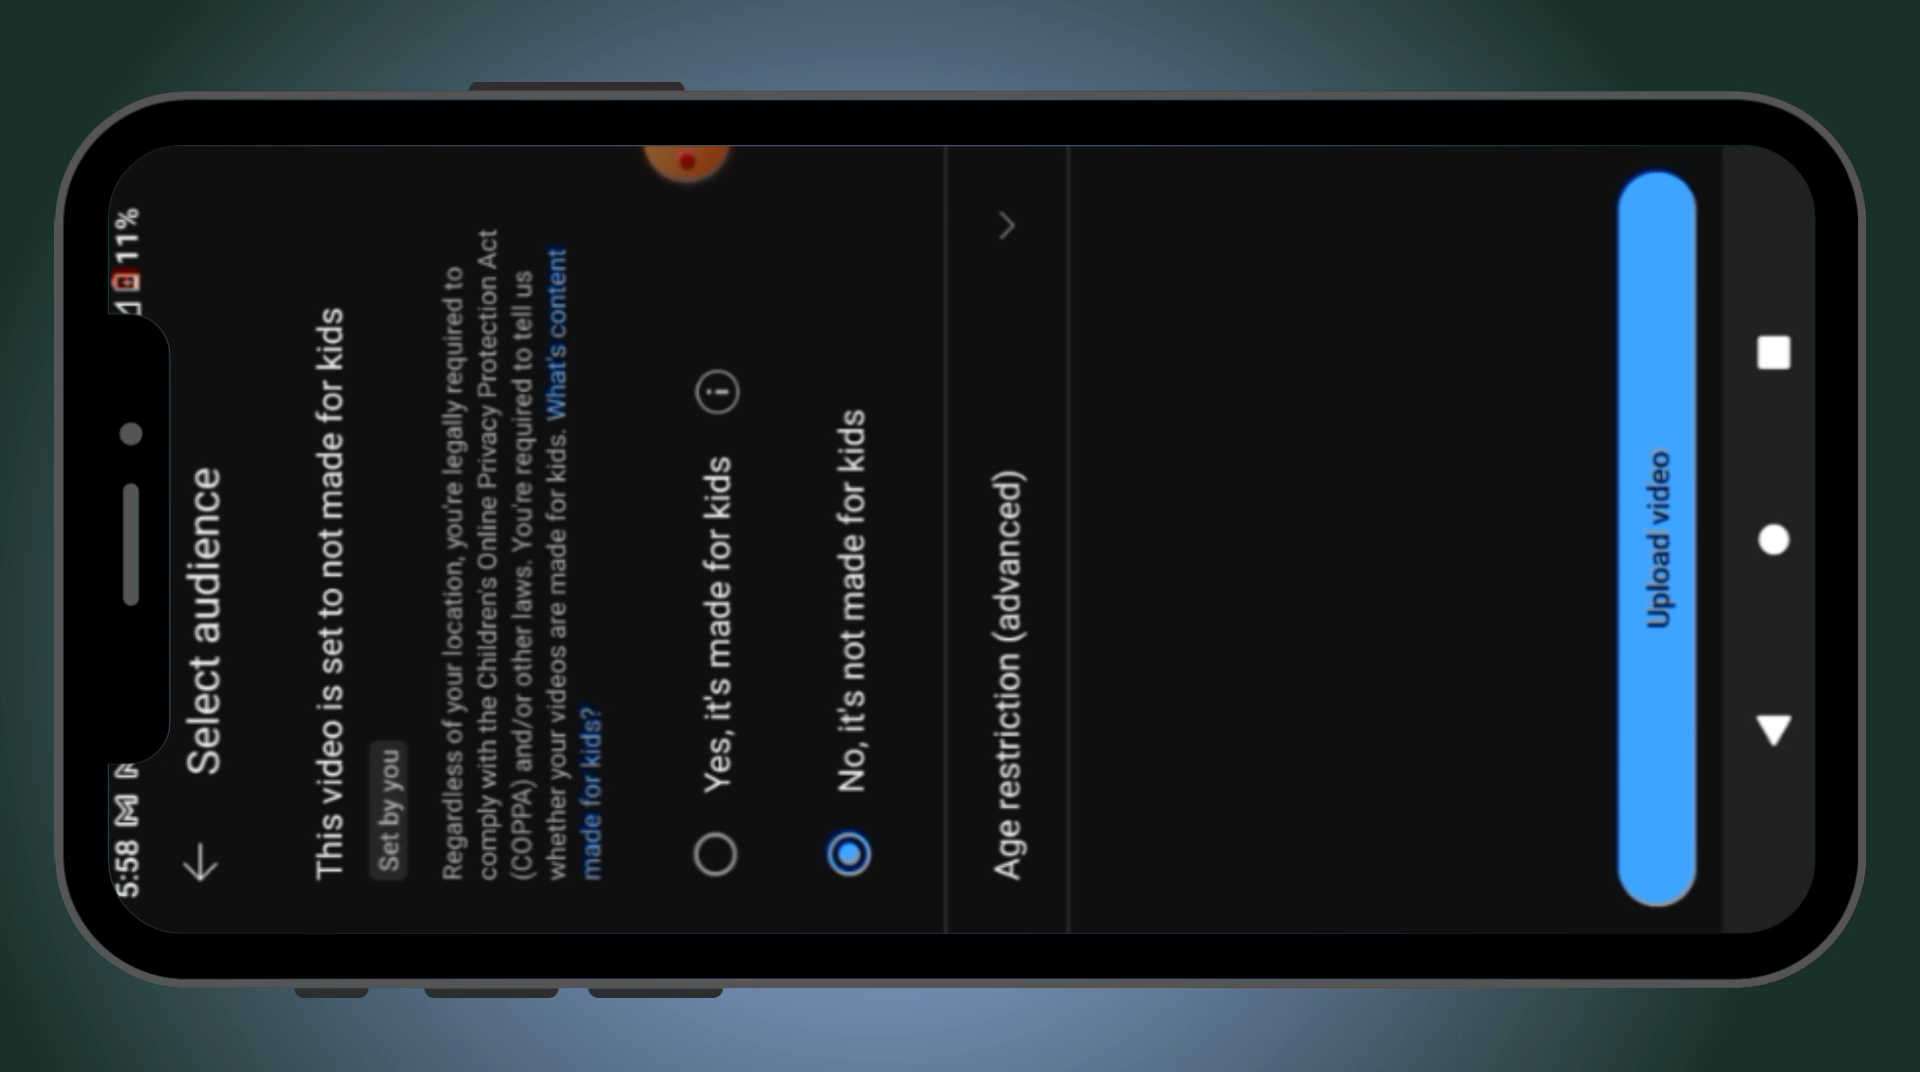 5:58
11%
Select audience
This video is set to not made for kids
Set by you
Regardless of your location, you're legally required to
comply with the Children's Online Privacy Protection Act
(COPPA) and/or other laws. You're required to tell us
whether your videos are made for kids. What's content
made for kids?
Yes, it's made for kids
No, it's not made for kids
Age restriction (advanced)
Upload video